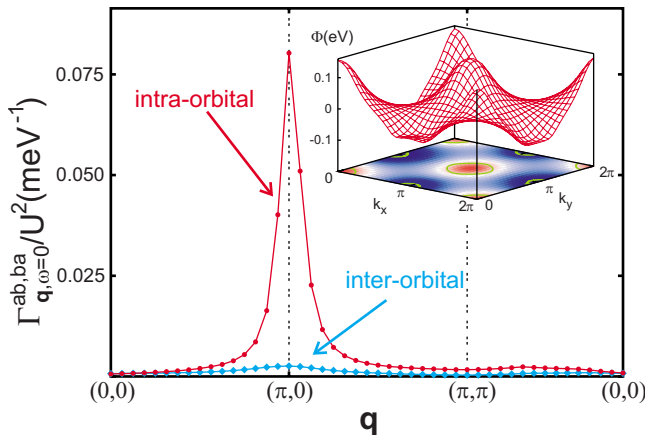 Φ(eV)
0.1
0
-0.1
0
π
2π
k_x
0
π
2π
k_y
0.075
0.050
0.025
Γ^{ab,ba}_{q,ω=0}/U^2(meV^{-1})
intra-orbital
inter-orbital
(0,0) (π,0) (π,π) (0,0)
q